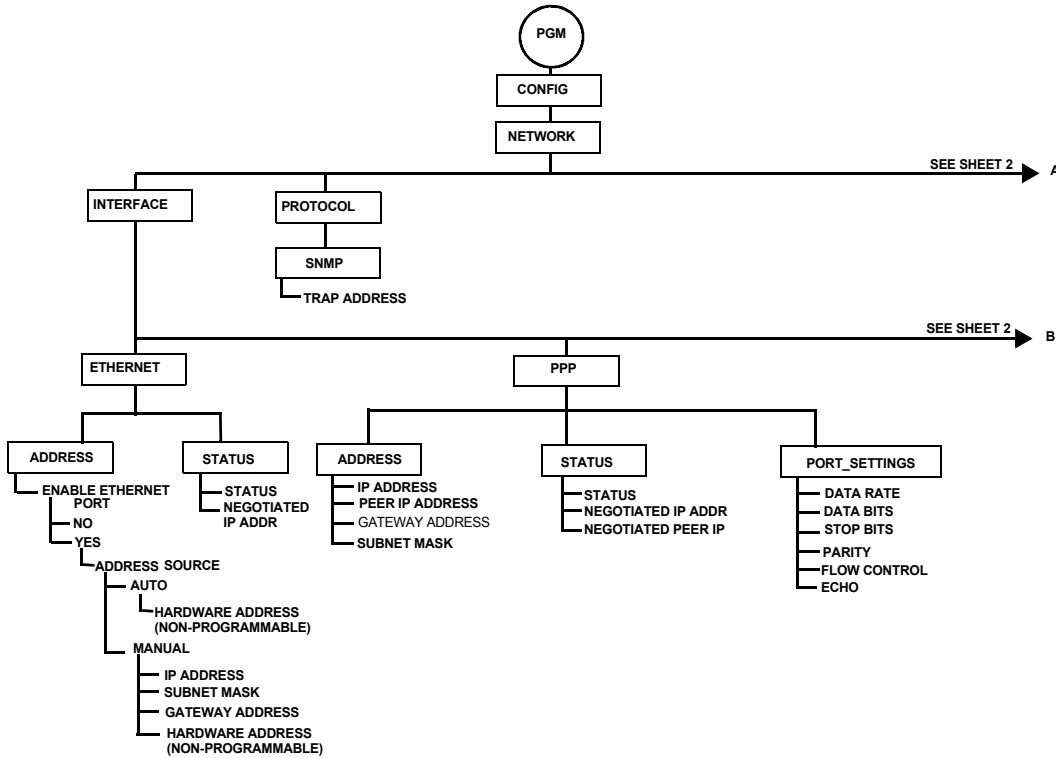 PGM
CONFIG
NETWORK
SEE SHEET 2
A
INTERFACE
PROTOCOL
SNMP
TRAP ADDRESS
SEE SHEET 2
B
ETHERNET
PPP
ADDRESS
STATUS
ADDRESS
STATUS
PORT_SETTINGS
ENABLE ETHERNET
PORT
NO
YES
ADDRESS SOURCE
AUTO
HARDWARE ADDRESS
(NON-PROGRAMMABLE)
MANUAL
IP ADDRESS
SUBNET MASK
GATEWAY ADDRESS
HARDWARE ADDRESS
(NON-PROGRAMMABLE)
STATUS
NEGOTIATED
IP ADDR
IP ADDRESS
PEER IP ADDRESS
GATEWAY ADDRESS
SUBNET MASK
STATUS
NEGOTIATED IP ADDR
NEGOTIATED PEER IP
DATA RATE
DATA BITS
STOP BITS
PARITY
FLOW CONTROL
ECHO